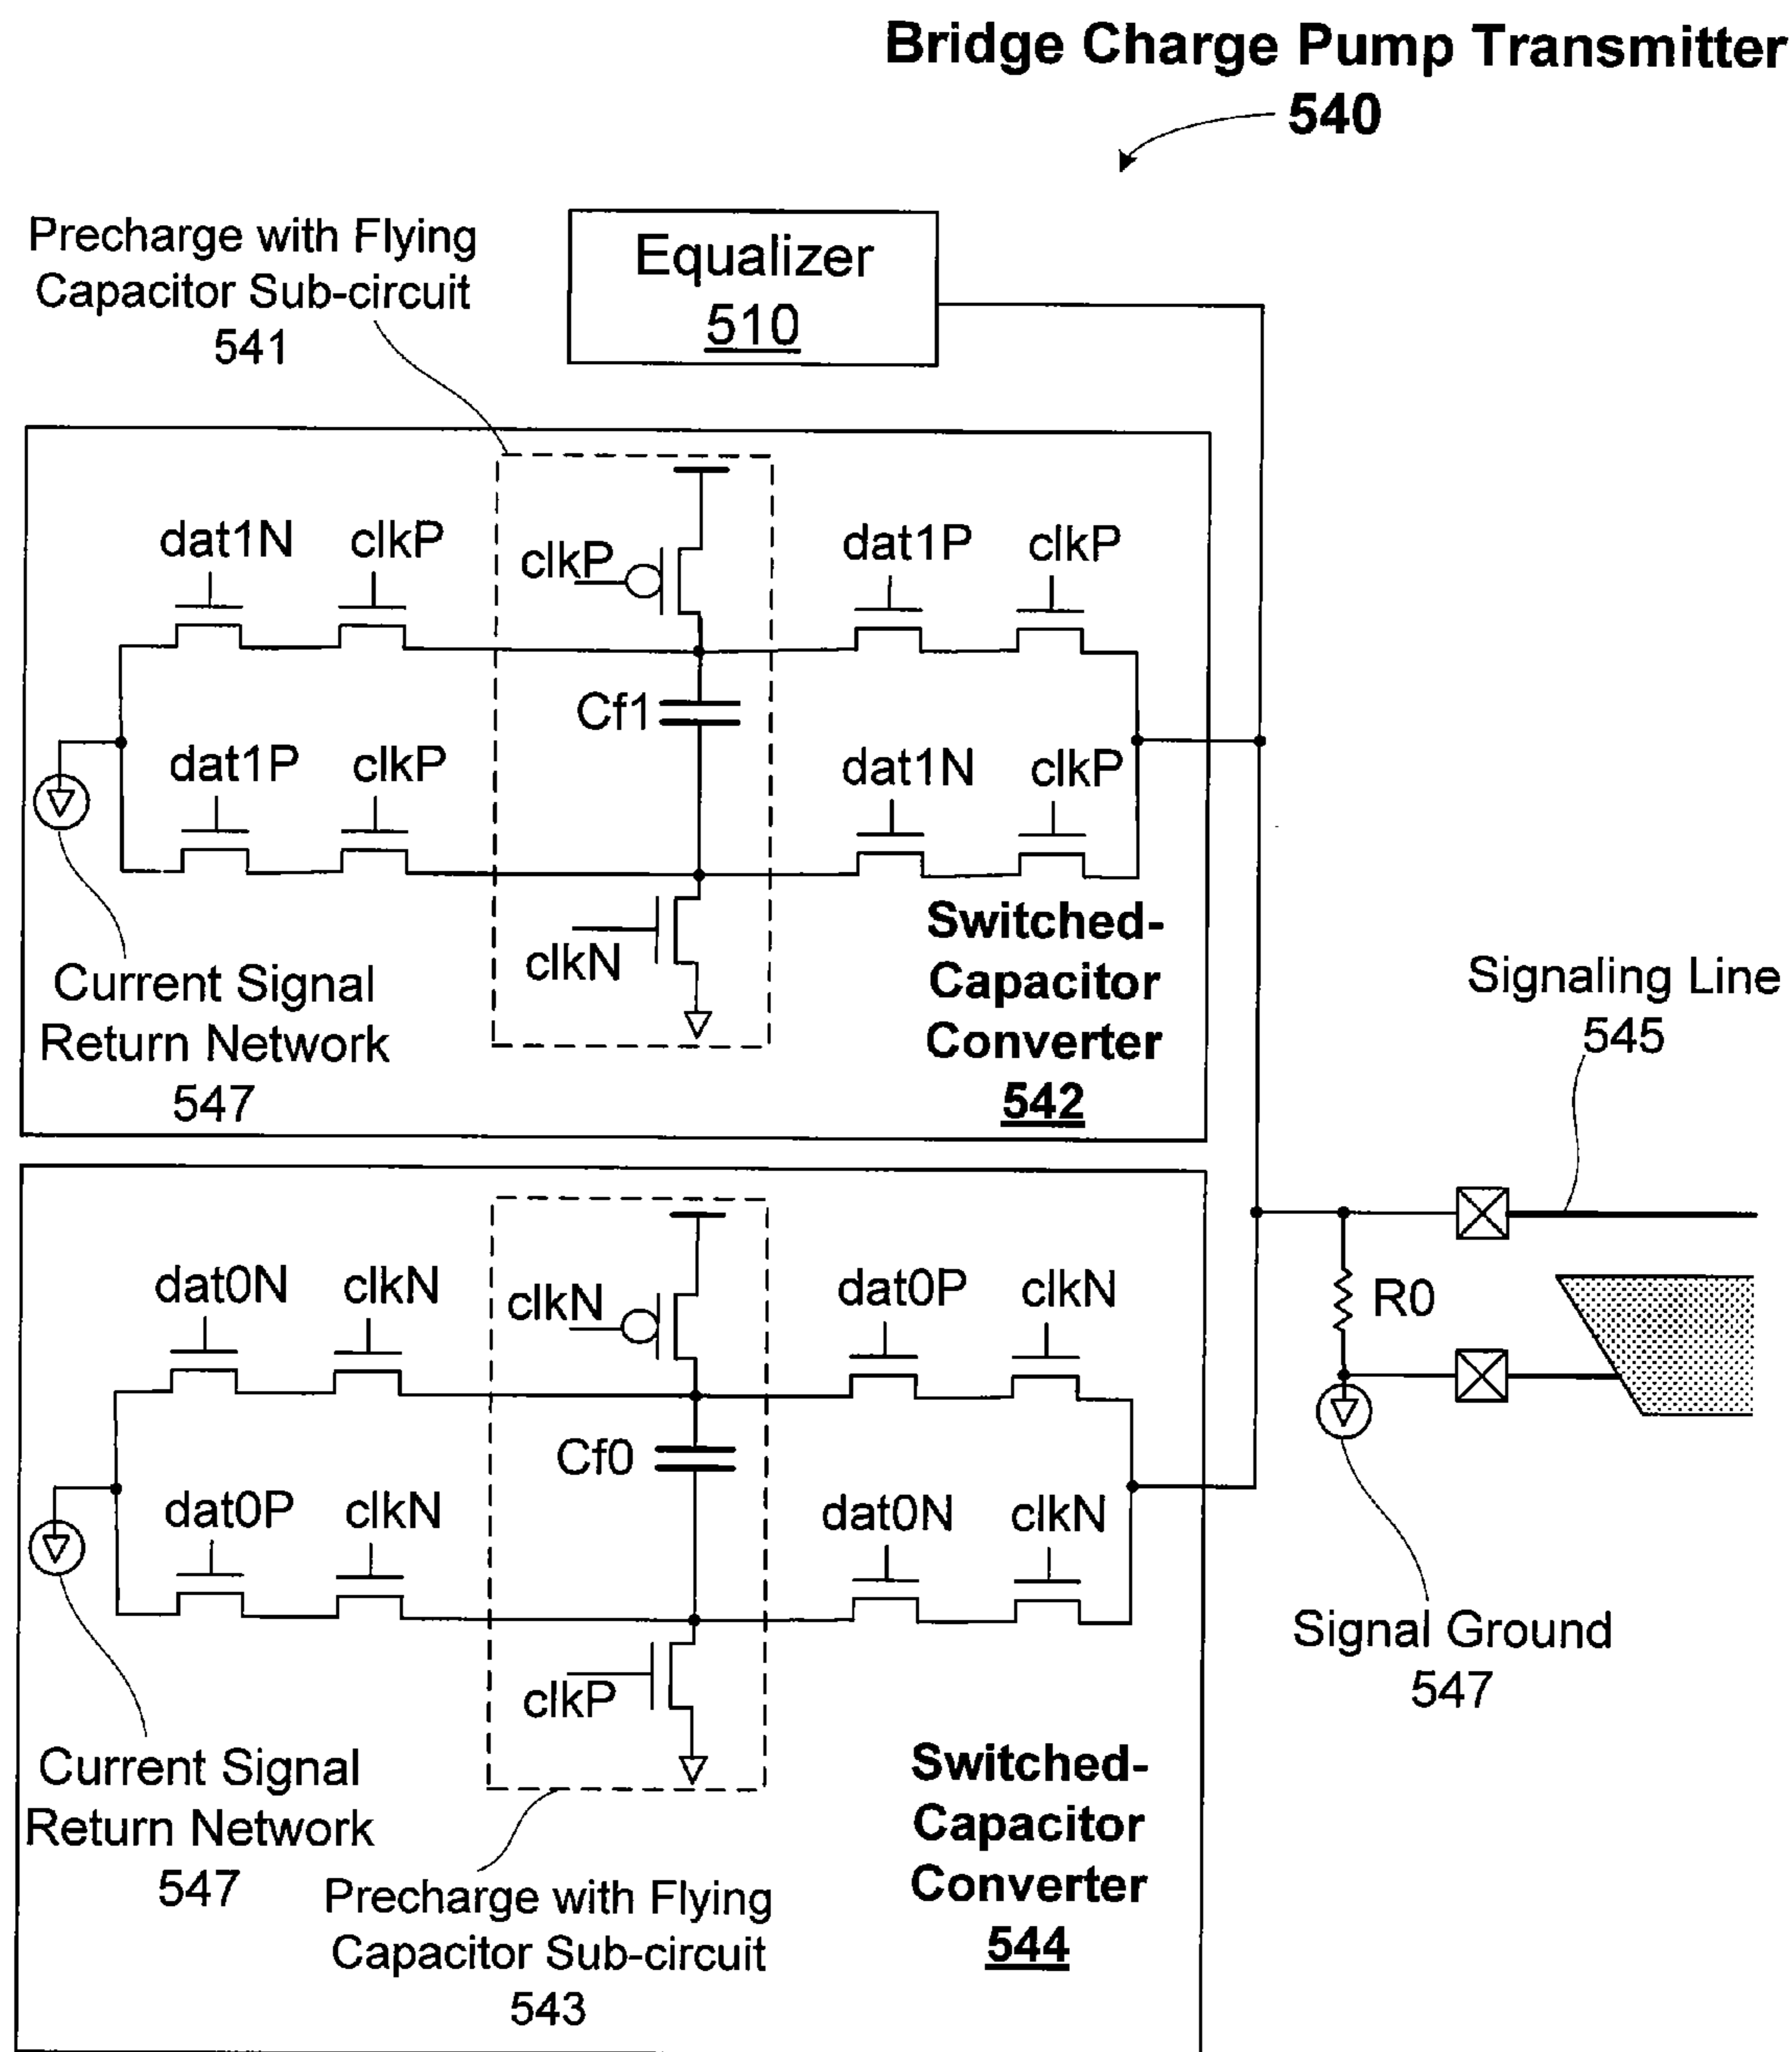 Bridge Charge Pump Transmitter
540
Precharge with Flying
Capacitor Sub-circuit
541
Equalizer
510
dat1N
clkP
clkP
dat1P
clkP
Cf1
dat1P
clkP
dat1N
clkP
clkN
Current Signal
Return Network
547
Switched-
Capacitor
Converter
542
Signaling Line
545
dat0N
clkN
clkN
dat0P
clkN
R0
Cf0
dat0P
clkN
dat0N
clkN
clkP
Signal Ground
547
Current Signal
Return Network
547
Switched-
Capacitor
Converter
544
Precharge with Flying
Capacitor Sub-circuit
543